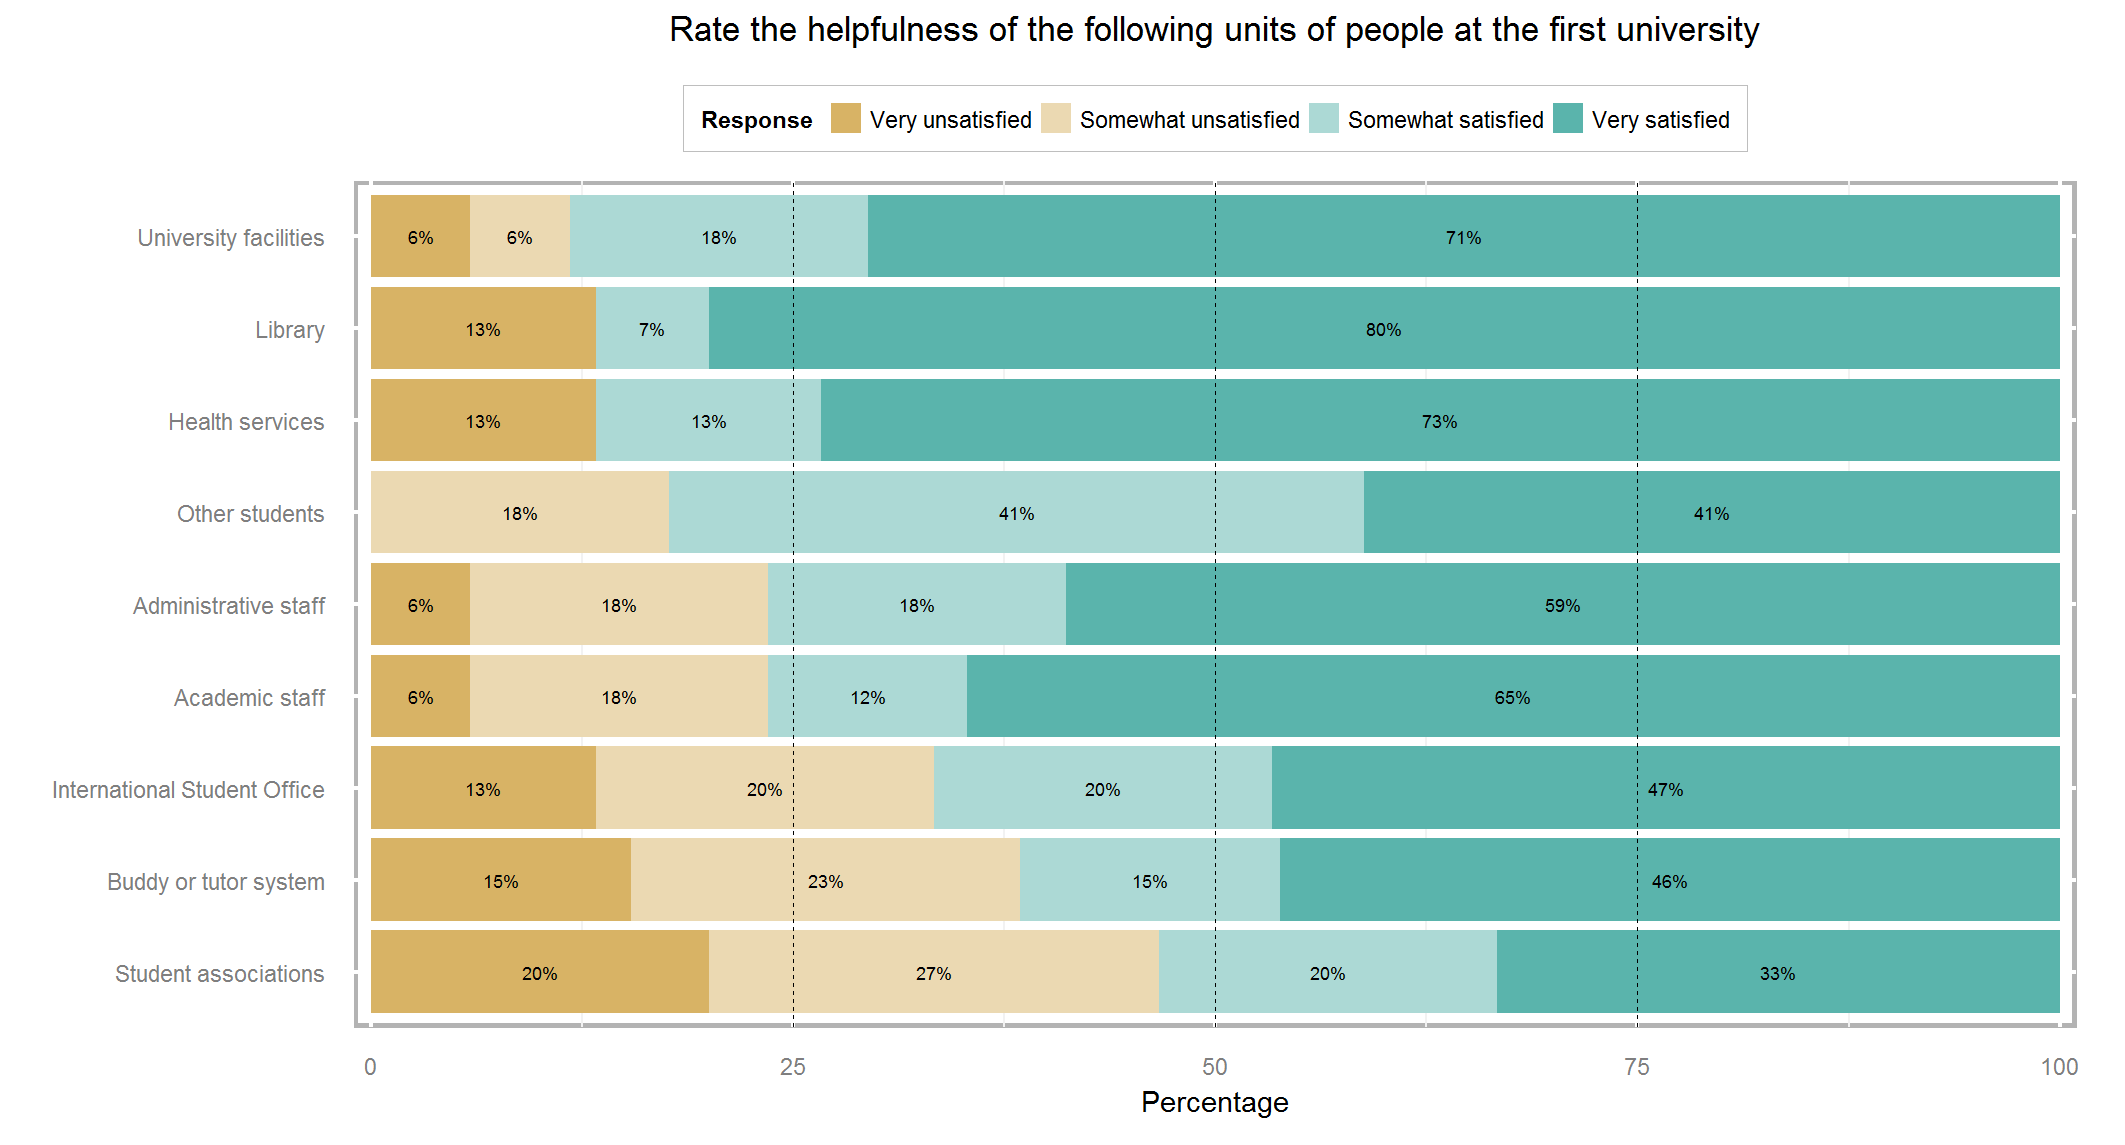 Rate the helpfulness of the following units of people at the first university
Response Very unsatisfied Somewhat unsatisfied Somewhat satisfied Very satisfied
University facilities 6% 6% 18% 71%
Library 13% 7% 80%
Health services 13% 13% 73%
Other students 18% 41% 41%
Administrative staff 6% 18% 18% 59%
Academic staff 6% 18% 12% 65%
International Student Office 13% 20% 20% 47%
Buddy or tutor system 15% 23% 15% 46%
Student associations 20% 27% 20% 33%
0 25 50 75 100
Percentage